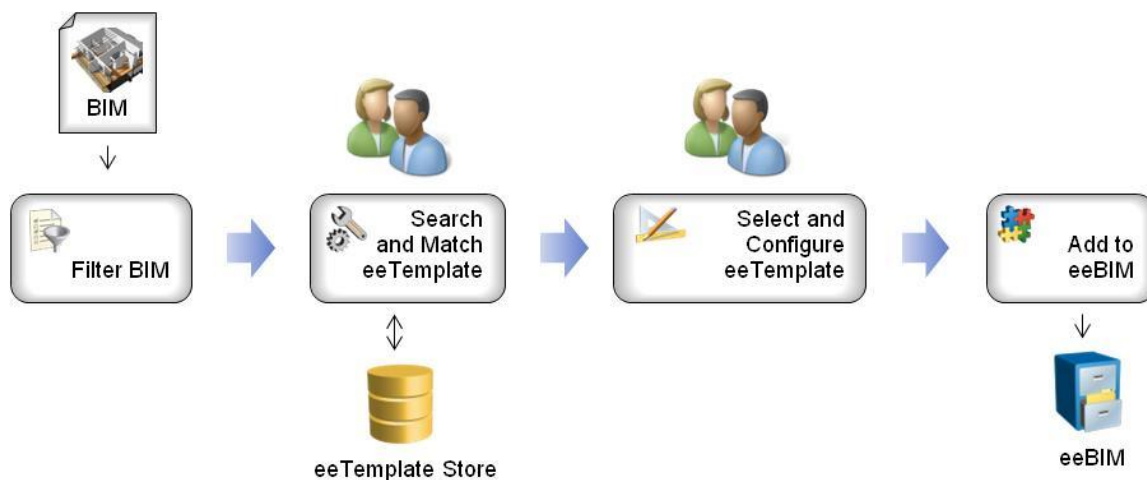 BIM
Filter BIM
Search
and Match
eeTemplate
Select and
Configure
eeTemplate
Add to
eeBIM
eeTemplate Store
eeBIM